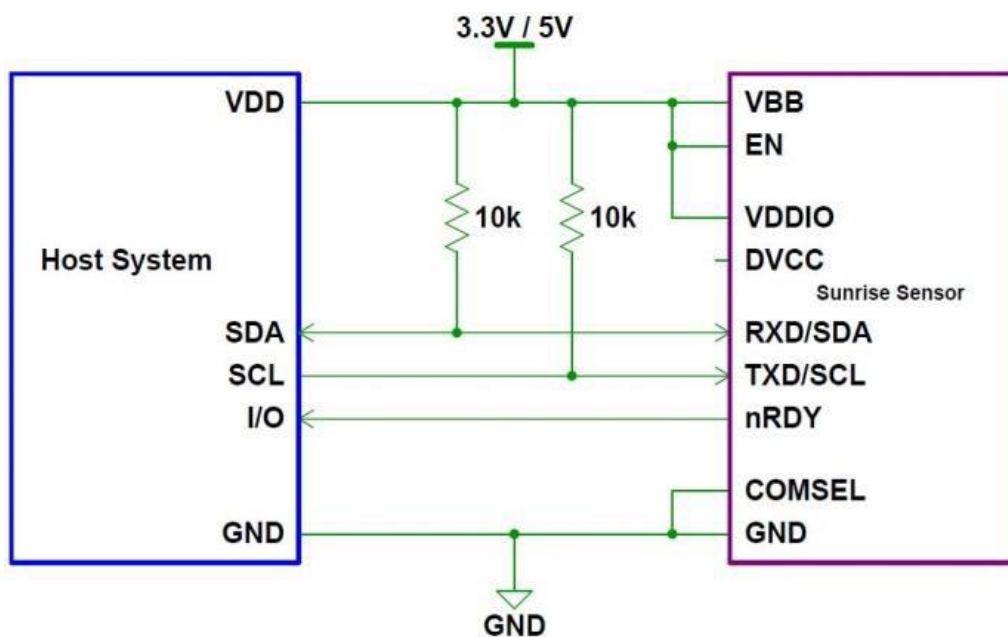 3.3V / 5V
VDD
VBB
EN
10k
10k
VDDIO
Host System
DVCC
Sunrise Sensor
SDA
RXD/SDA
SCL
TXD/SCL
I/O
nRDY
COMSEL
GND
GND
GND